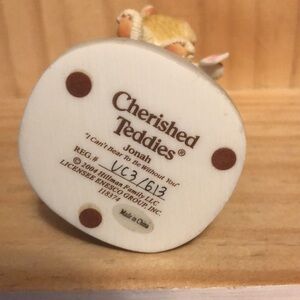 Cherished
Teddies®
Jonah
"I Can't Bear To Be Without You"
REG. # VC3/613
© 2004 Hillman Family LLC
LICENSEE ENESCO GROUP, INC.
118374
Made in China